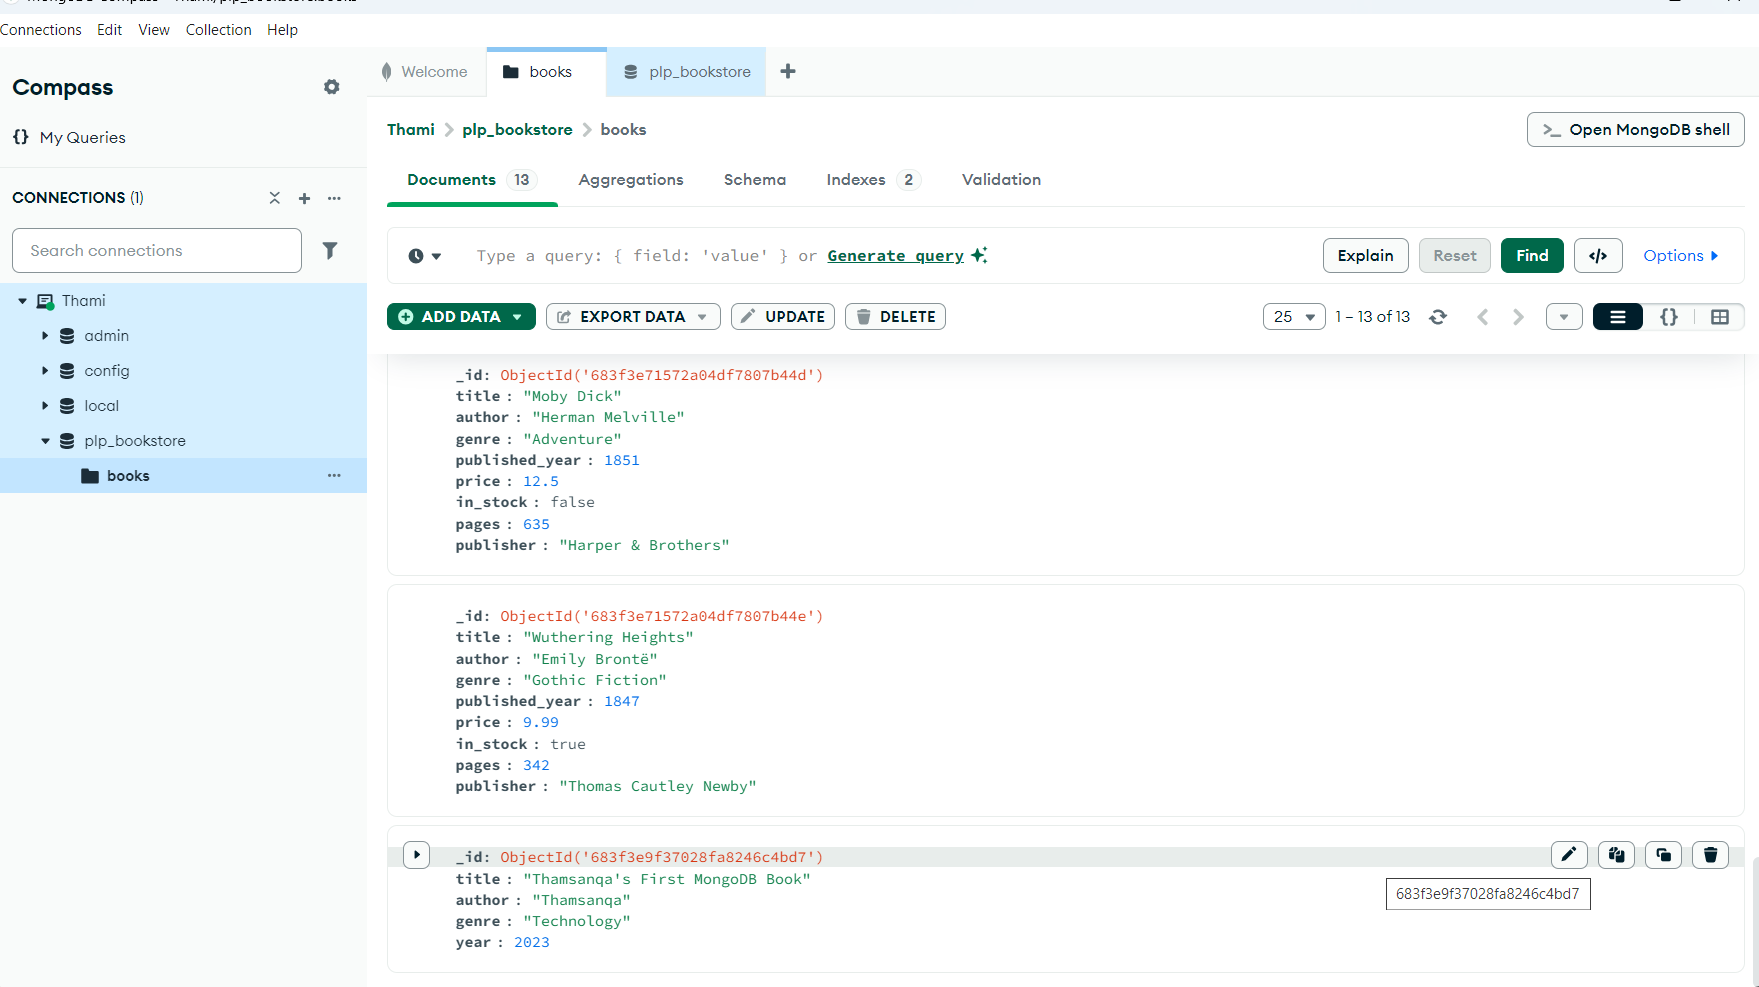 Connections Edit View Collection Help
Compass
Welcome books plp_bookstore
My Queries
Thami plp_bookstore books
Open MongoDB shell
CONNECTIONS (1)
Documents 13 Aggregations Schema Indexes 2 Validation
Search connections
Type a query: { field: 'value' } or Generate query
Explain Reset Find </> Options
Thami
admin
config
local
plp_bookstore
books
ADD DATA EXPORT DATA UPDATE DELETE
25 1 – 13 of 13 {}
_id: ObjectId('683f3e71572a04df7807b44d')
title : "Moby Dick"
author : "Herman Melville"
genre : "Adventure"
published_year : 1851
price : 12.5
in_stock : false
pages : 635
publisher : "Harper & Brothers"
_id: ObjectId('683f3e71572a04df7807b44e')
title : "Wuthering Heights"
author : "Emily Brontë"
genre : "Gothic Fiction"
published_year : 1847
price : 9.99
in_stock : true
pages : 342
publisher : "Thomas Cautley Newby"
_id: ObjectId('683f3e9f37028fa8246c4bd7')
title : "Thamsanqa's First MongoDB Book"
author : "Thamsanqa"
genre : "Technology"
year : 2023
683f3e9f37028fa8246c4bd7